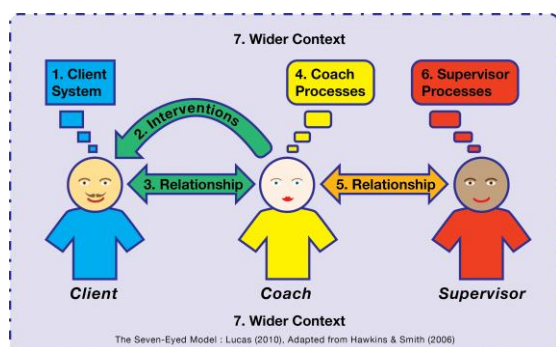 7. Wider Context
1. Client
System
4. Coach
Processes
6. Supervisor
Processes
2. Interventions
3. Relationship
5. Relationship
Client
Coach
Supervisor
7. Wider Context
The Seven-Eyed Model : Lucas (2010), Adapted from Hawkins & Smith (2006)